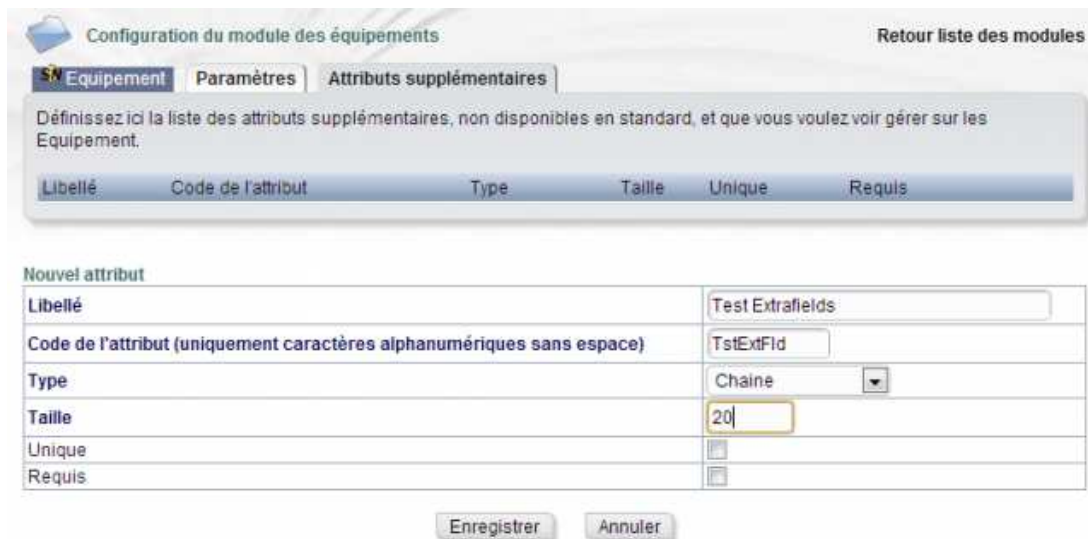 Configuration du module des équipements
Retour liste des modules
SN Equipement Paramètres Attributs supplémentaires
Définissez ici la liste des attributs supplémentaires, non disponibles en standard, et que vous voulez voir gérer sur les
Equipement.
Libellé Code de l'attribut Type Taille Unique Requis
Nouvel attribut
Libellé Test Extrafields
Code de l'attribut (uniquement caractères alphanumériques sans espace) TstExtFld
Type Chaine
Taille 20
Unique
Requis
Enregistrer Annuler